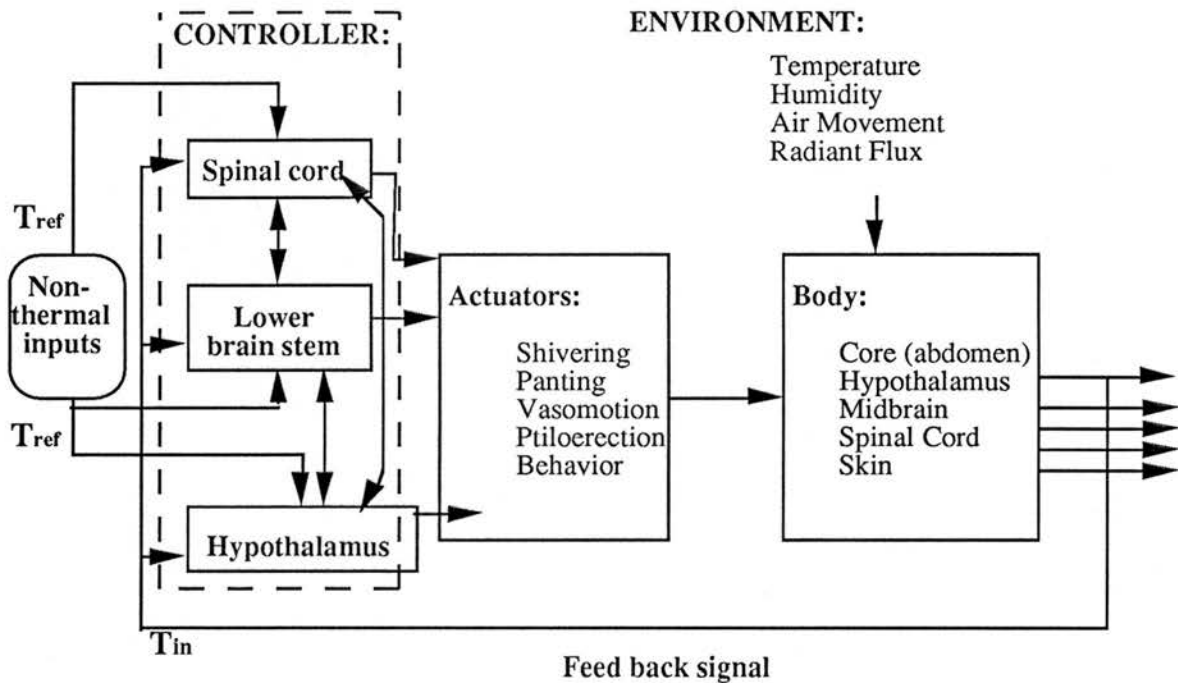 CONTROLLER:
ENVIRONMENT:
Temperature
Humidity
Air Movement
Radiant Flux
Spinal cord
Tref
Non-
thermal
inputs
Lower
brain stem
Tref
Hypothalamus
Actuators:
Shivering
Panting
Vasomotion
Ptiloerection
Behavior
Body:
Core (abdomen)
Hypothalamus
Midbrain
Spinal Cord
Skin
Tin
Feed back signal